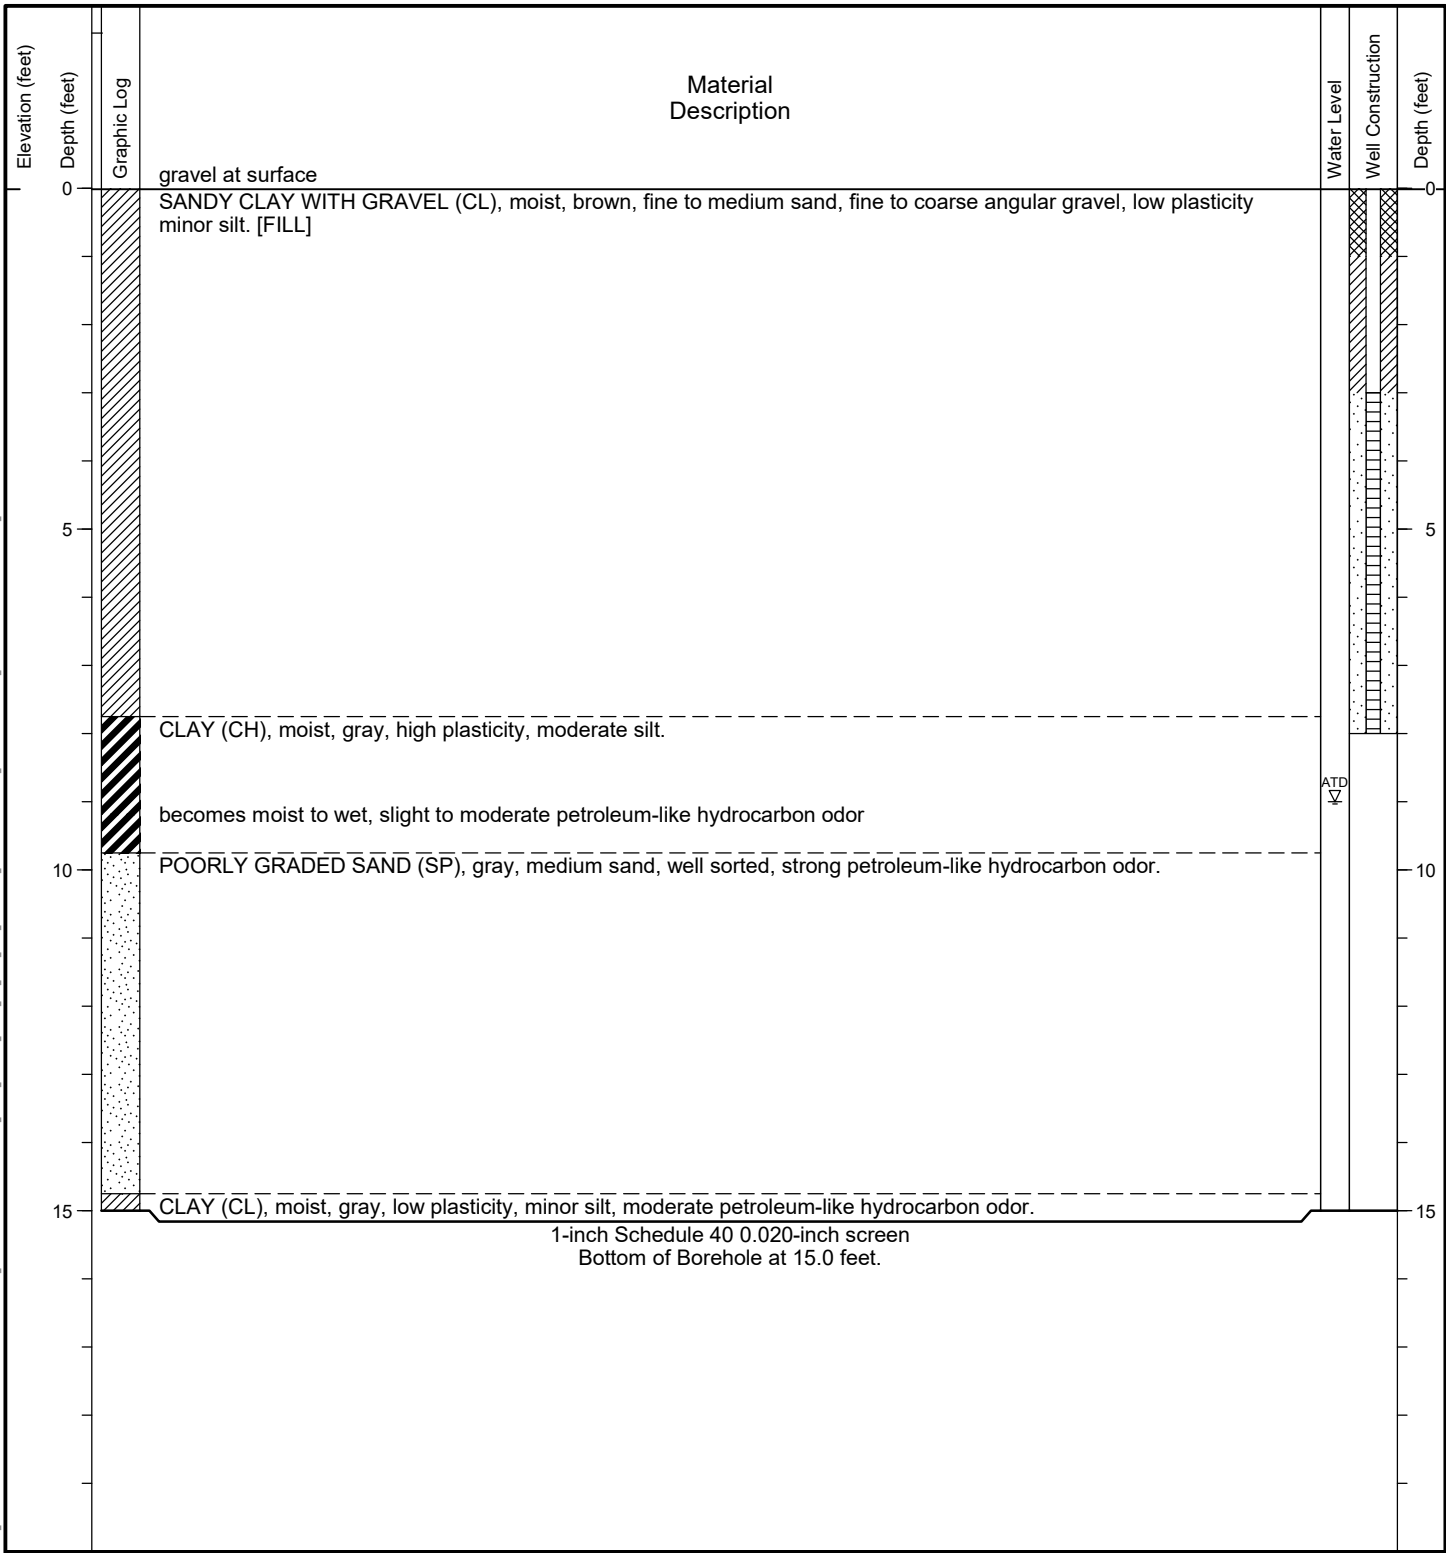 Elevation (feet)
Depth (feet)
Graphic Log
Material
Description
Water Level
Well Construction
Depth (feet)
gravel at surface
0
0
SANDY CLAY WITH GRAVEL (CL), moist, brown, fine to medium sand, fine to coarse angular gravel, low plasticity
minor silt. [FILL]
5
5
CLAY (CH), moist, gray, high plasticity, moderate silt.
ATD
becomes moist to wet, slight to moderate petroleum-like hydrocarbon odor
POORLY GRADED SAND (SP), gray, medium sand, well sorted, strong petroleum-like hydrocarbon odor.
10
10
CLAY (CL), moist, gray, low plasticity, minor silt, moderate petroleum-like hydrocarbon odor.
15
15
1-inch Schedule 40 0.020-inch screen
Bottom of Borehole at 15.0 feet.